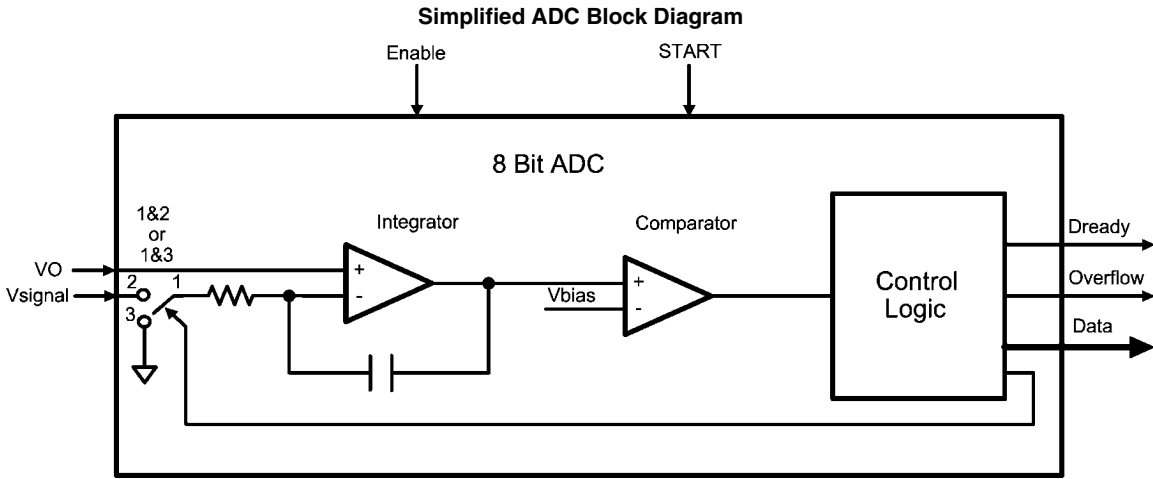 Simplified ADC Block Diagram
Enable
START
8 Bit ADC
1&2
or
1&3
Integrator
Comparator
VO
Vsignal
2
1
3
+
-
Vbias
+
-
Control
Logic
Dready
Overflow
Data